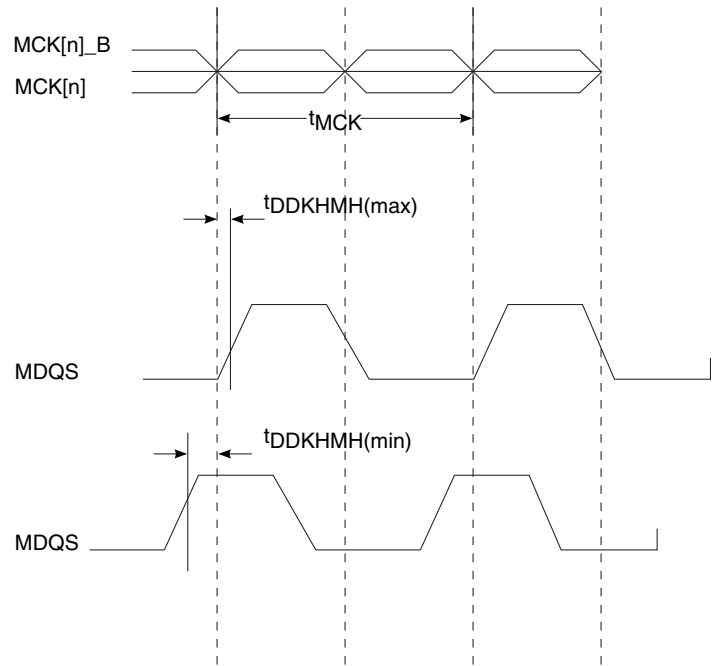 MCK[n]_B
MCK[n]
tMCK
tDDKHMH(max)
MDQS
tDDKHMH(min)
MDQS